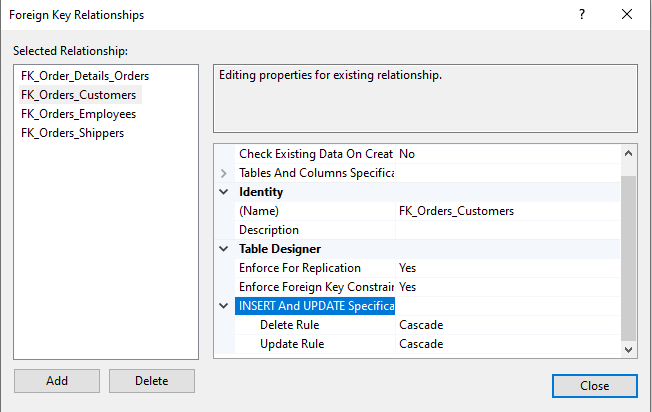 Foreign Key Relationships
?
Selected Relationship:
FK_Order_Details_Orders
FK_Orders_Customers
FK_Orders_Employees
FK_Orders_Shippers
Editing properties for existing relationship.
Check Existing Data On Creat No
Tables And Columns Specifica
Identity
(Name) FK_Orders_Customers
Description
Table Designer
Enforce For Replication Yes
Enforce Foreign Key Constrain Yes
INSERT And UPDATE Specifica
Delete Rule Cascade
Update Rule Cascade
Add Delete
Close